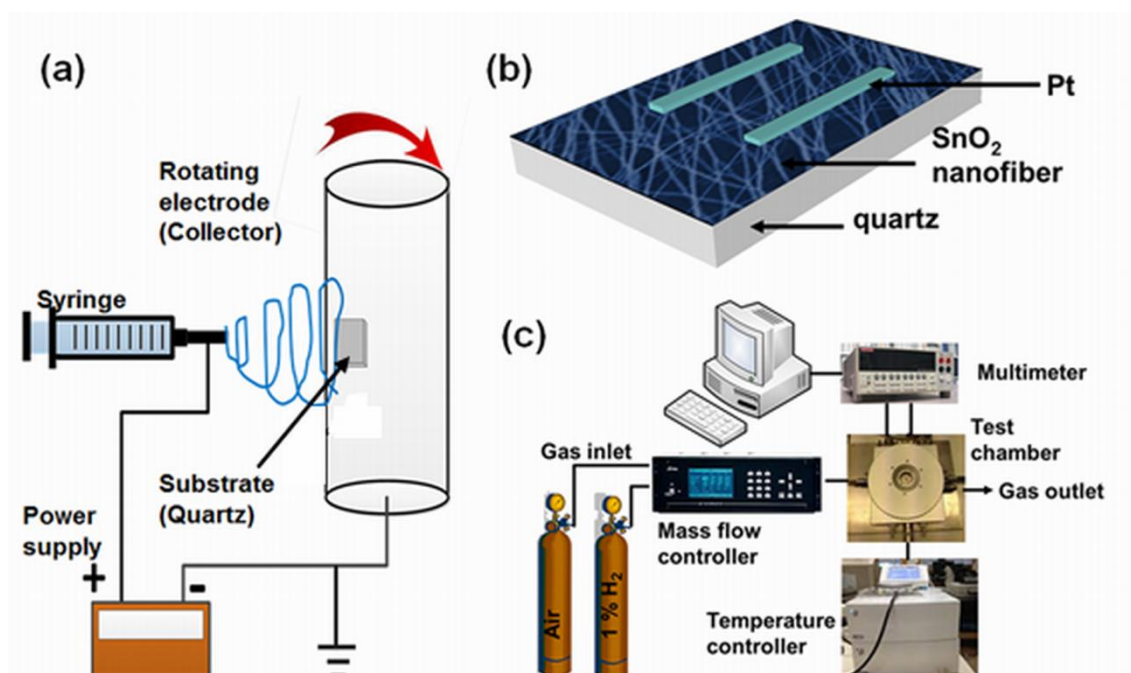 (a)
Rotating
electrode
(Collector)
Syringe
Substrate
(Quartz)
Power
supply
+
-
(b)
Pt
SnO2
nanofiber
quartz
(c)
Multimeter
Test
chamber
Gas inlet
Gas outlet
Mass flow
controller
Air
1 % H2
Temperature
controller